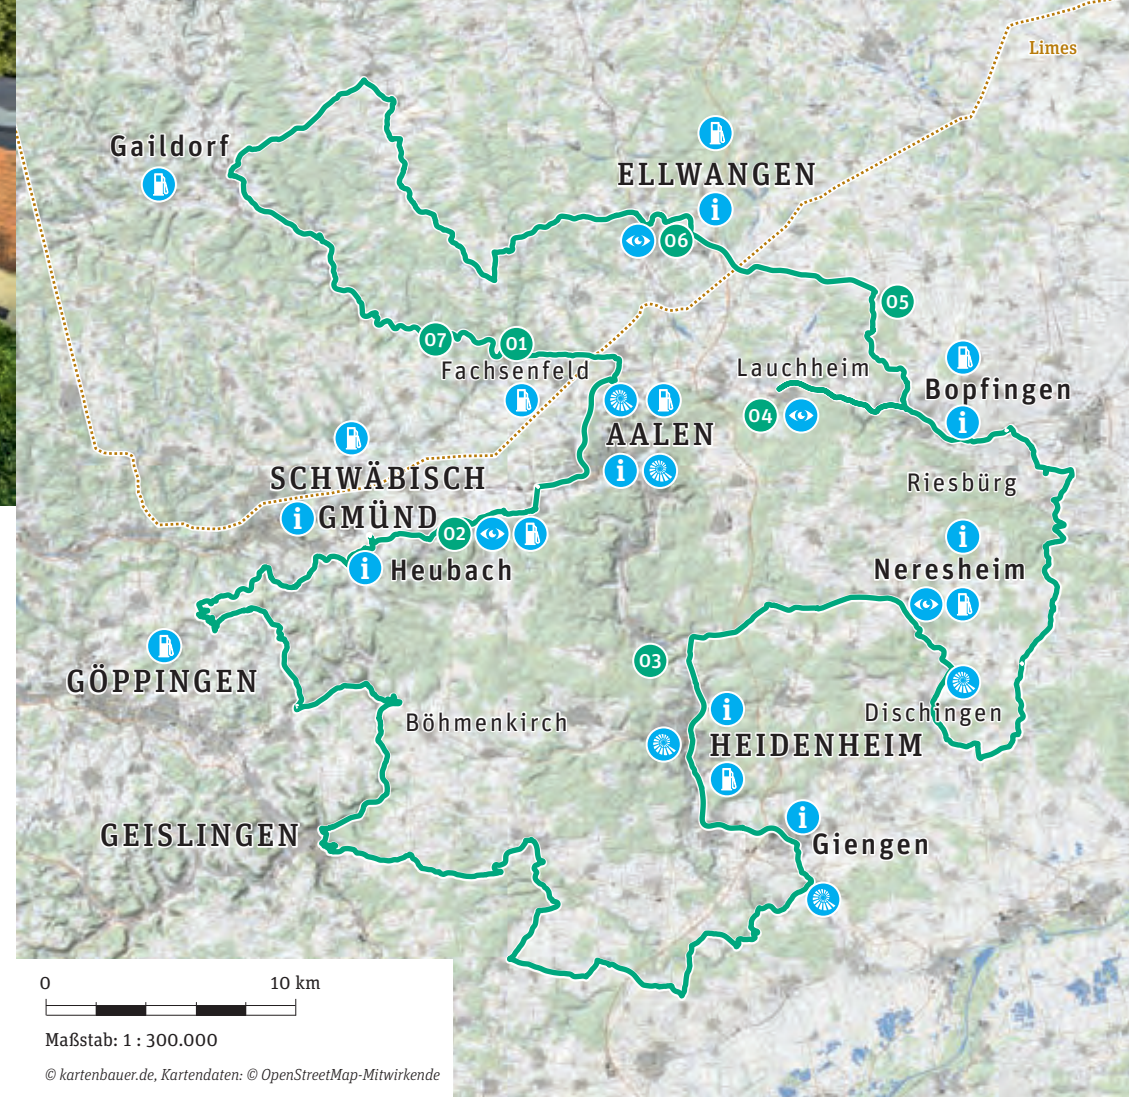 Limes
Gaildorf
ELLWANGEN
06
05
07
01
Fachsenfeld
Lauchheim
Bopfingen
04
AALEN
SCHWÄBISCH
GMÜND
Riesbürg
02
Heubach
Neresheim
03
GÖPPINGEN
Böhmenkirch
Dischingen
HEIDENHEIM
GEISLINGEN
Giengen
0 10 km
Maßstab: 1 : 300.000
© kartenbauer.de, Kartendaten: © OpenStreetMap-Mitwirkende